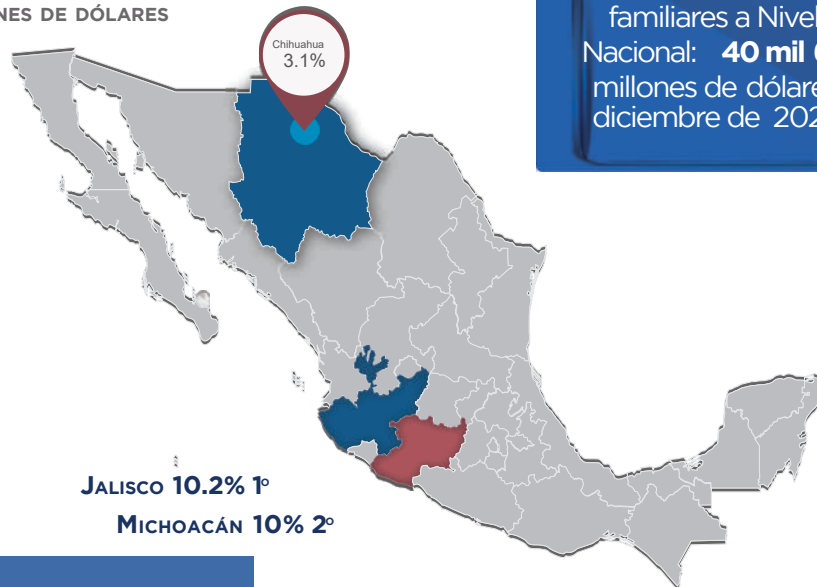 NES DE DÓLARES
familiares a Nivel
Nacional: 40 mil
millones de dólare
diciembre de 202
Chihuahua
3.1%
JALISCO 10.2% 1º
MICHOACÁN 10% 2º